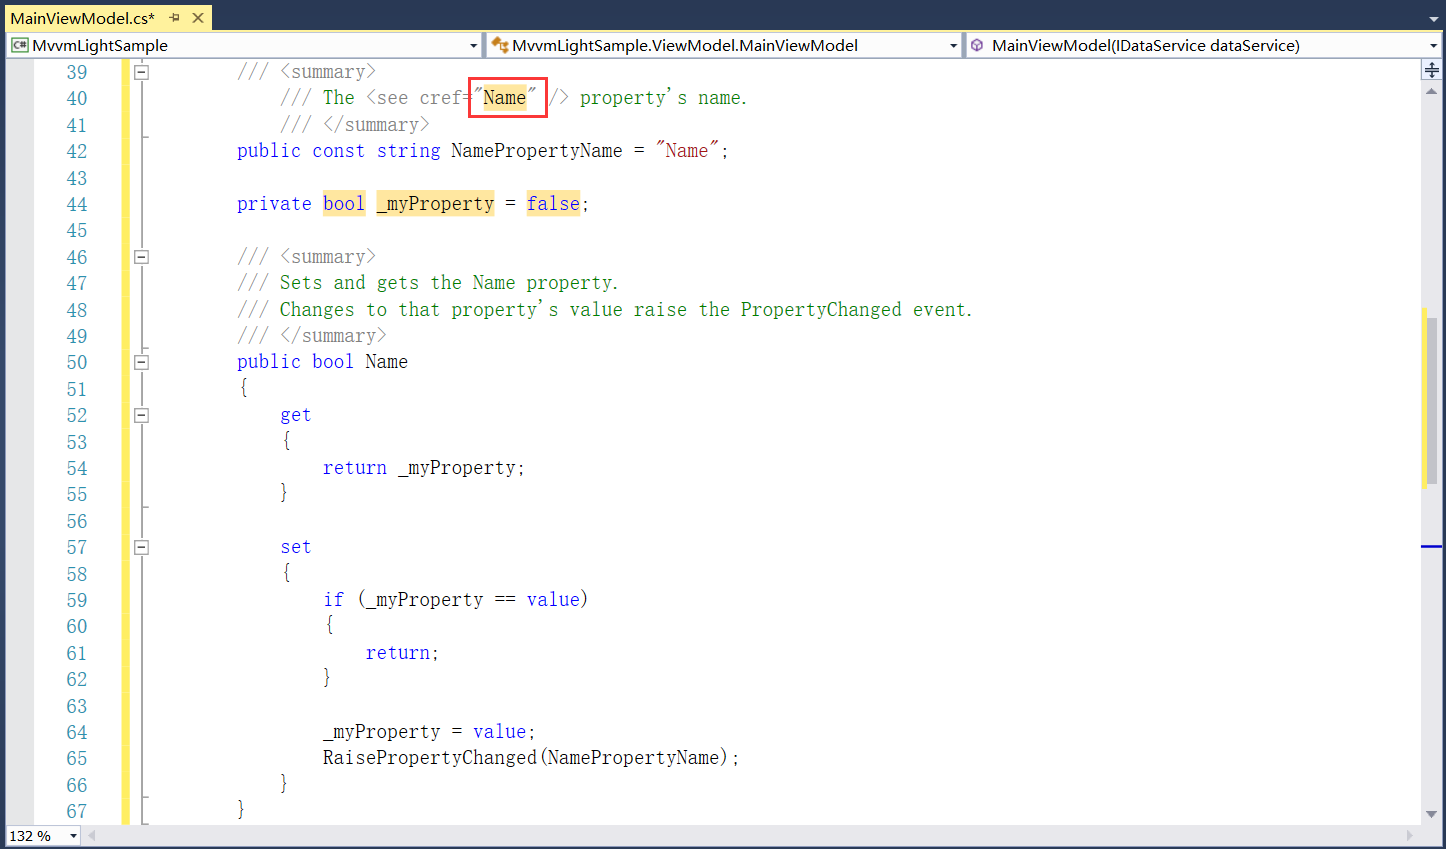 MainViewModel.cs*
C# MvvmLightSample MvvmLightSample.ViewModel.MainViewModel MainViewModel(IDataService dataService)
39 /// <summary>
40 /// The <see cref="Name" /> property's name.
41 /// </summary>
42 public const string NamePropertyName = "Name";
43
44 private bool _myProperty = false;
45
46 /// <summary>
47 /// Sets and gets the Name property.
48 /// Changes to that property's value raise the PropertyChanged event.
49 /// </summary>
50 public bool Name
51 {
52 get
53 {
54 return _myProperty;
55 }
56
57 set
58 {
59 if (_myProperty == value)
60 {
61 return;
62 }
63
64 _myProperty = value;
65 RaisePropertyChanged(NamePropertyName);
66 }
67 }
132 %